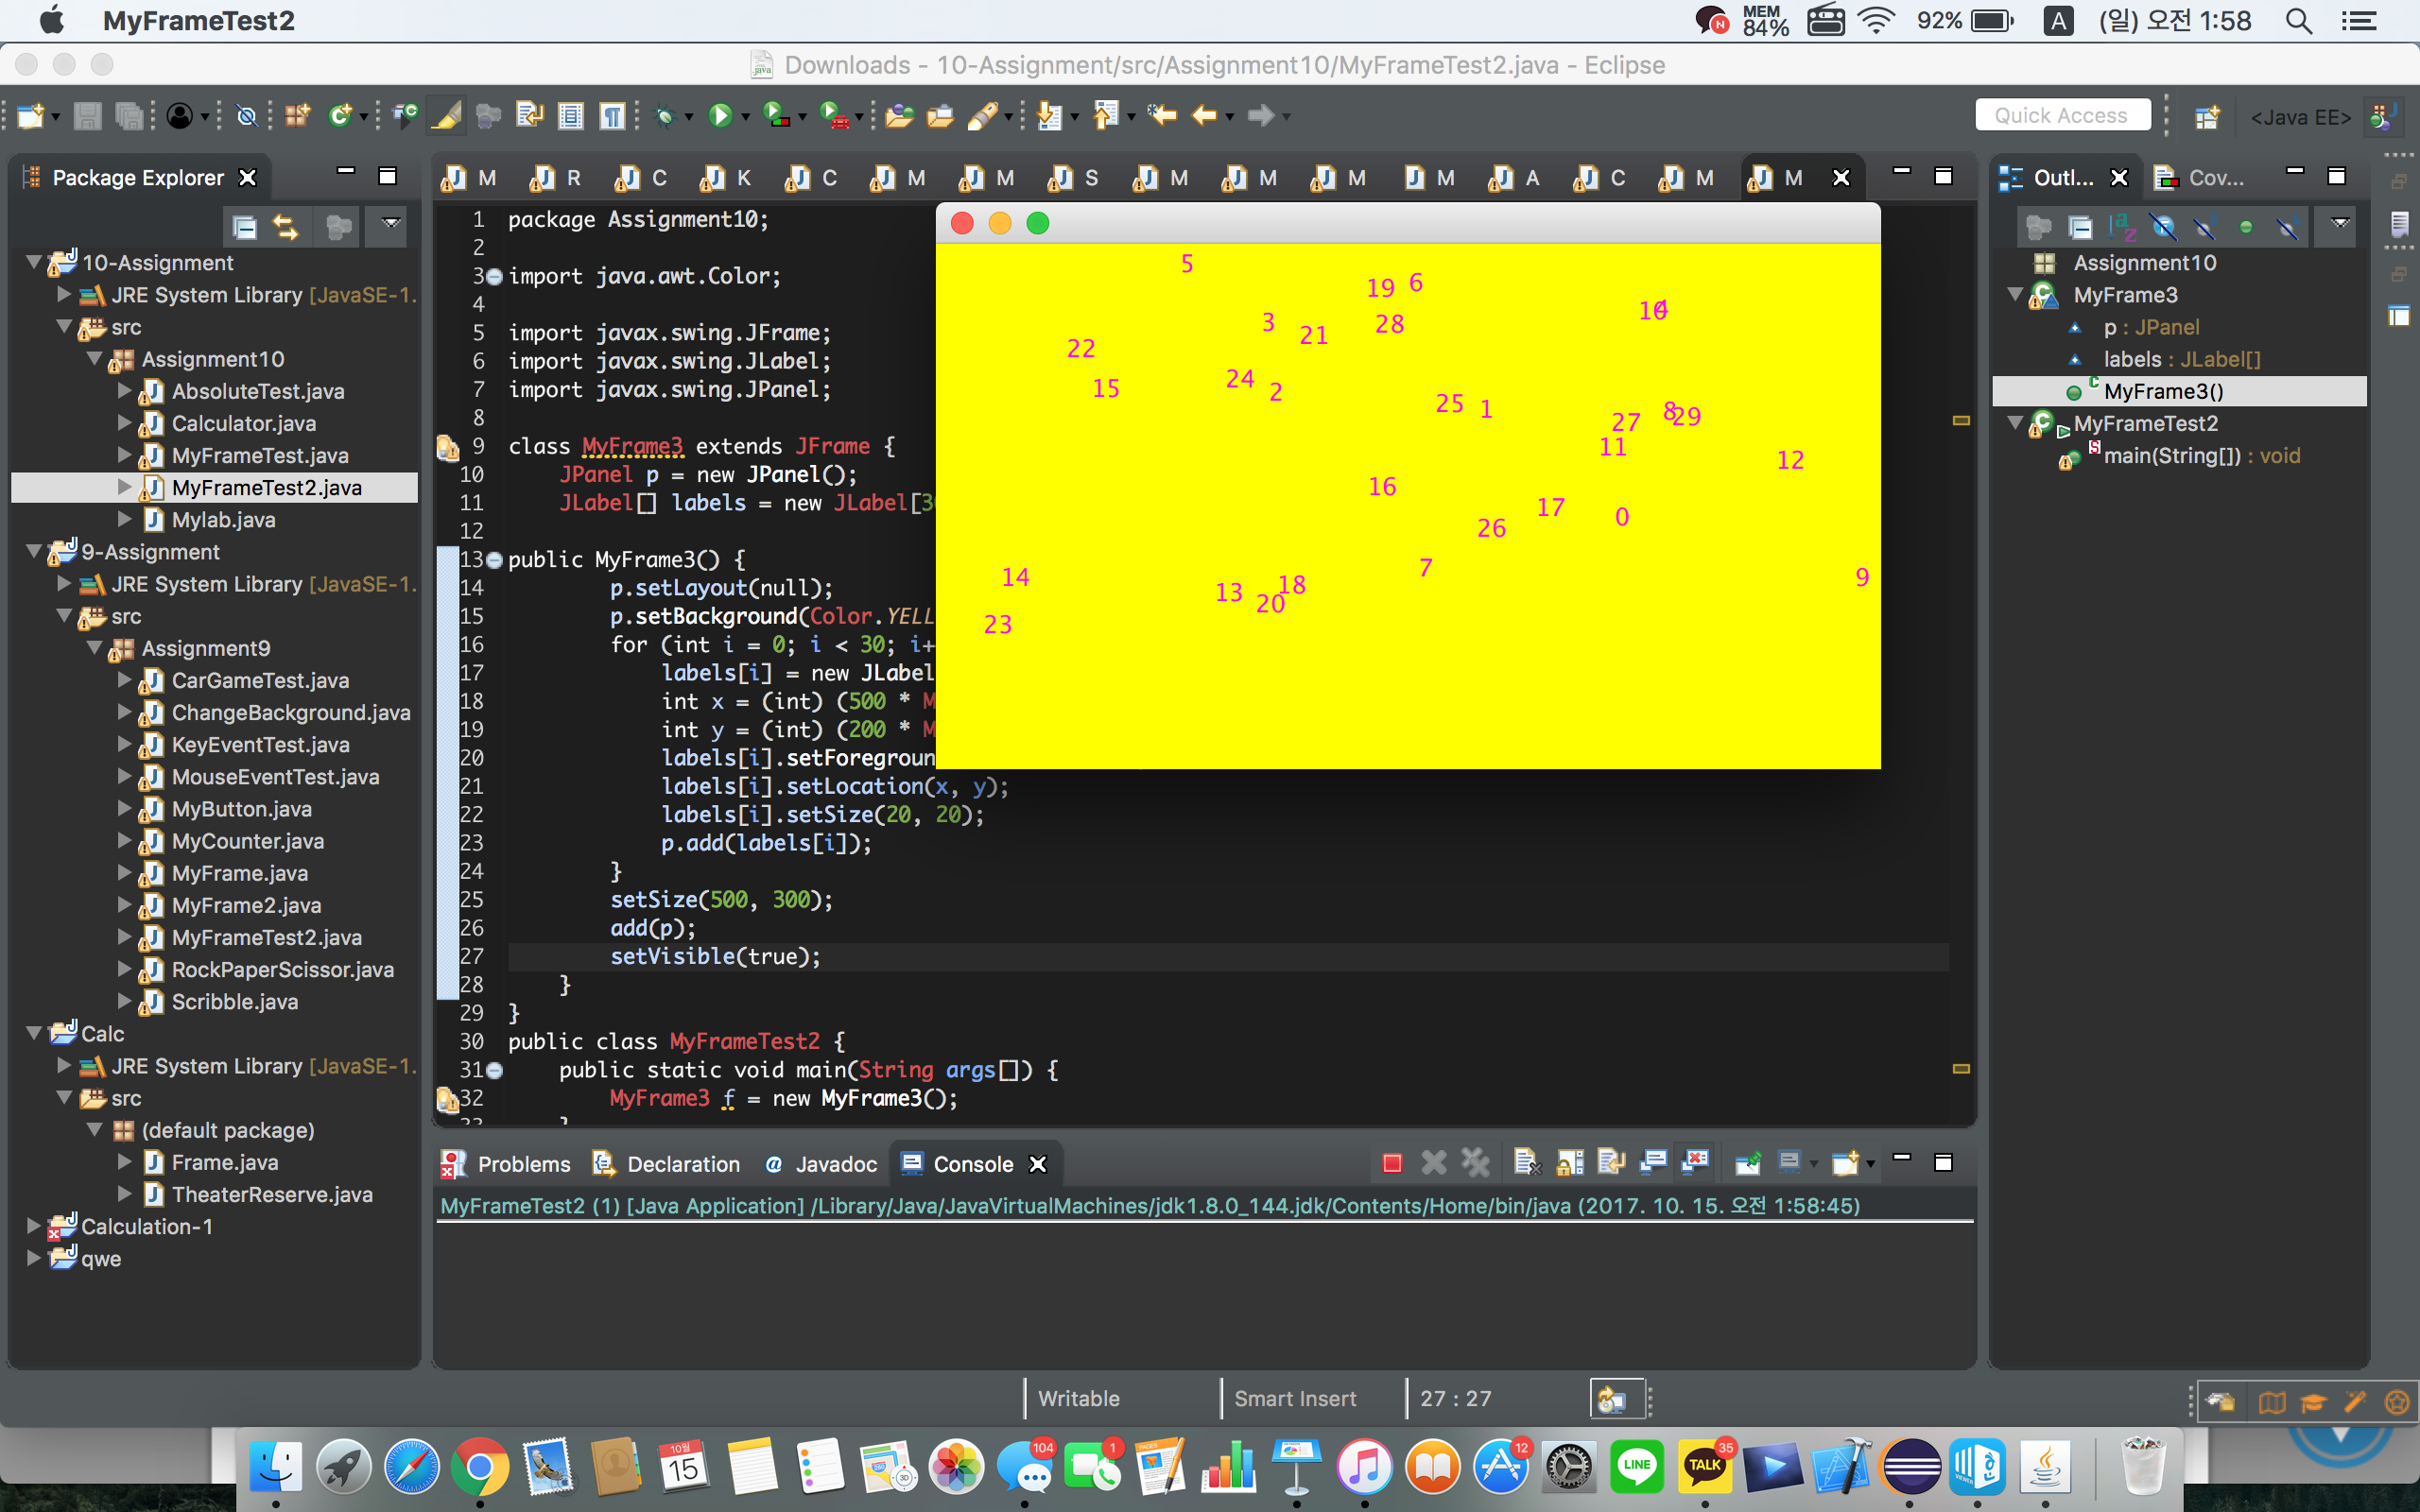 MyFrameTest2
MEM
84%
92%
A
(일) 오전 1:58
Downloads - 10-Assignment/src/Assignment10/MyFrameTest2.java - Eclipse
Quick Access
<Java EE>
Package Explorer
M
R
C
K
C
M
M
S
M
M
M
M
A
C
M
M
Outl...
Cov...
10-Assignment
JRE System Library [JavaSE-1.
src
Assignment10
AbsoluteTest.java
Calculator.java
MyFrameTest.java
MyFrameTest2.java
Mylab.java
9-Assignment
JRE System Library [JavaSE-1.
src
Assignment9
CarGameTest.java
ChangeBackground.java
KeyEventTest.java
MouseEventTest.java
MyButton.java
MyCounter.java
MyFrame.java
MyFrame2.java
MyFrameTest2.java
RockPaperScissor.java
Scribble.java
Calc
JRE System Library [JavaSE-1.
src
(default package)
Frame.java
TheaterReserve.java
Calculation-1
qwe
1 package Assignment10;
2
3 import java.awt.Color;
4
5 import javax.swing.JFrame;
6 import javax.swing.JLabel;
7 import javax.swing.JPanel;
8
9 class MyFrame3 extends JFrame {
10 JPanel p = new JPanel();
11 JLabel[] labels = new JLabel[30
12
13 public MyFrame3() {
14 p.setLayout(null);
15 p.setBackground(Color.YELL
16 for (int i = 0; i < 30; i+
17 labels[i] = new JLabel
18 int x = (int) (500 * M
19 int y = (int) (200 * M
20 labels[i].setForegroun
21 labels[i].setLocation(x, y);
22 labels[i].setSize(20, 20);
23 p.add(labels[i]);
24 }
25 setSize(500, 300);
26 add(p);
27 setVisible(true);
28 }
29 }
30 public class MyFrameTest2 {
31 public static void main(String args[]) {
32 MyFrame3 f = new MyFrame3();
5
19
6
10
4
3
21
28
22
24
15
2
25
1
8
29
27
11
12
16
17
0
26
7
14
18
13
20
9
23
Assignment10
MyFrame3
p : JPanel
labels : JLabel[]
MyFrame3()
MyFrameTest2
main(String[]) : void
Problems
Declaration
Javadoc
Console
MyFrameTest2 (1) [Java Application] /Library/Java/JavaVirtualMachines/jdk1.8.0_144.jdk/Contents/Home/bin/java (2017. 10. 15. 오전 1:58:45)
Writable
Smart Insert
27 : 27
10월
15
3D
104
1
PAGES
12
LINE
TALK
35
VIEWER